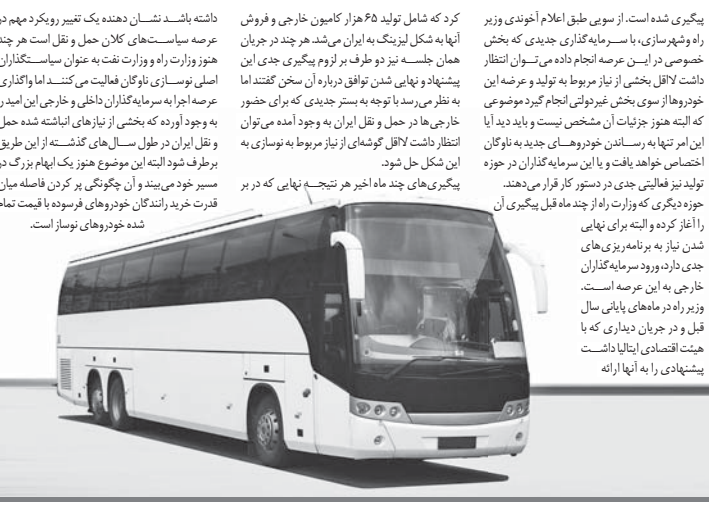 پیگیری شده است. از سویی طبق اعلام آخوندی وزیر
راه وشهرسازی، با سرمایه‌گذاری جدیدی که بخش
خصوصی در این عرصه انجام داده می‌توان انتظار
داشت لااقل بخشی از نیاز مربوط به تولید و عرضه این
خودروها از سوی بخش غیردولتی انجام گیرد موضوعی
که البته هنوز جزئیات آن مشخص نیست و باید دید آیا
این امر تنها به رساندن خودروهای جدید به ناوگان
اختصاص خواهد یافت و یا این سرمایه‌گذاران در حوزه
تولید نیز فعالیتی جدی در دستور کار قرار می‌دهند.
حوزه دیگری که وزارت راه از چند ماه قبل پیگیری آن
را آغاز کرده و البته برای نهایی
شدن نیاز به برنامه‌ریزی‌های
جدی دارد، ورود سرمایه‌گذاران
خارجی به این عرصه است.
وزیر راه در ماه‌های پایانی سال
قبل و در جریان دیداری که با
هیئت اقتصادی ایتالیا داشت
پیشنهادی را به آنها ارائه
کرد که شامل تولید ۶۵ هزار کامیون خارجی و فروش
آنها به شکل لیزینگ به ایران می‌شد. هر چند در جریان
همان جلسه نیز دو طرف بر لزوم پیگیری جدی این
پیشنهاد و نهایی شدن توافق درباره آن سخن گفتند اما
به نظر می‌رسد با توجه به بستر جدیدی که برای حضور
خارجی‌ها در حمل و نقل ایران به وجود آمده می‌توان
انتظار داشت لااقل گوشه‌ای از نیاز مربوط به نوسازی به
این شکل حل شود.
پیگیری‌های چند ماه اخیر هر نتیجه نهایی که در بر
داشته باشد نشان دهنده یک تغییر رویکرد مهم در
عرصه سیاست‌های کلان حمل و نقل است هر چند
هنوز وزارت راه و وزارت نفت به عنوان سیاستگذاران
اصلی نوسازی ناوگان فعالیت می‌کنند اما واگذاری
عرصه اجرا به سرمایه‌گذاران داخلی و خارجی این امید را
به وجود آورده که بخشی از نیازهای انباشته شده حمل
و نقل ایران در طول سال‌های گذشته از این طریق
برطرف شود البته این موضوع هنوز یک ابهام بزرگ در
مسیر خود می‌بیند و آن چگونگی پر کردن فاصله میان
قدرت خرید رانندگان خودروهای فرسوده با قیمت تمام
شده خودروهای نوساز است.